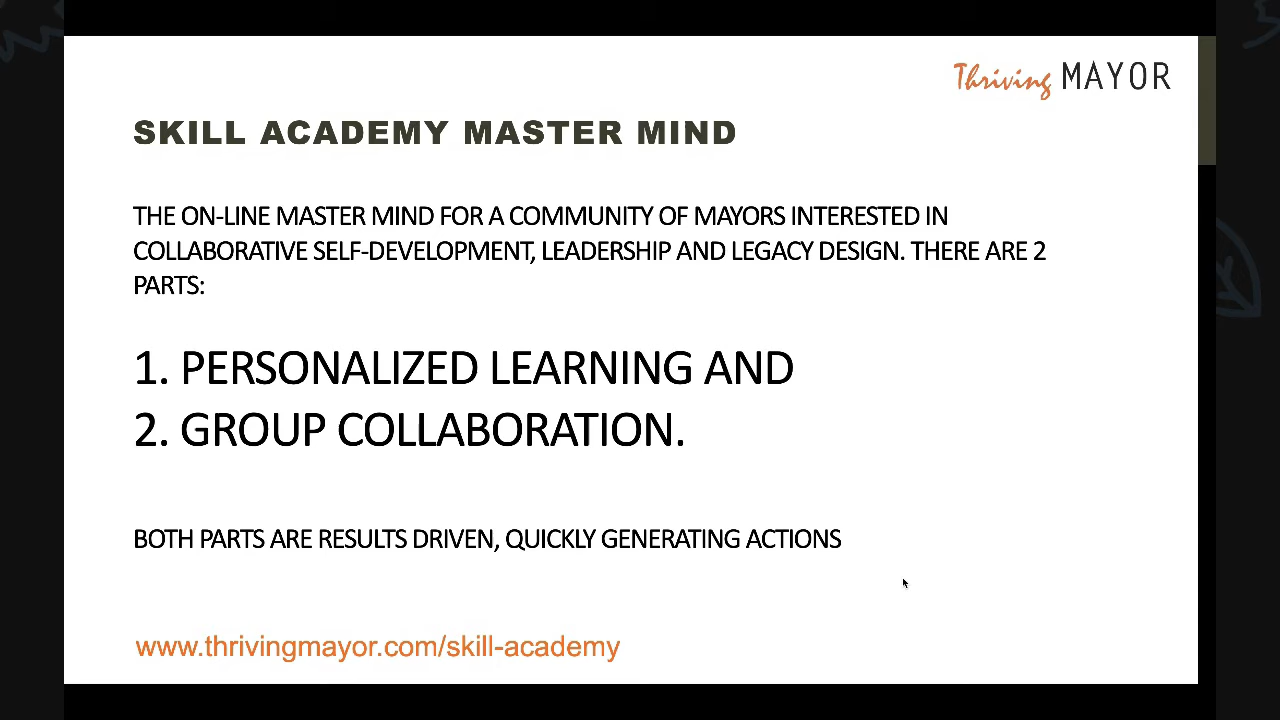 Thriving MAYOR
SKILL ACADEMY MASTER MIND
THE ON-LINE MASTER MIND FOR A COMMUNITY OF MAYORS INTERESTED IN
COLLABORATIVE SELF-DEVELOPMENT, LEADERSHIP AND LEGACY DESIGN. THERE ARE 2
PARTS:
1. PERSONALIZED LEARNING AND
2. GROUP COLLABORATION.
BOTH PARTS ARE RESULTS DRIVEN, QUICKLY GENERATING ACTIONS
www.thrivingmayor.com/skill-academy